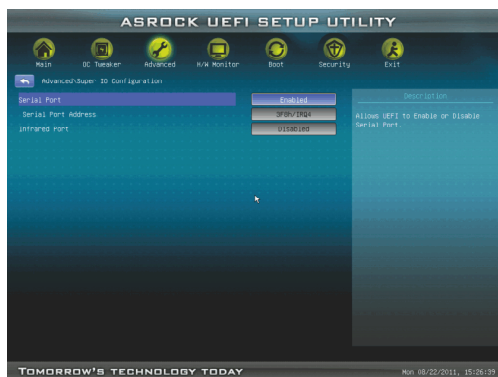 ASROCK UEFI SETUP UTILITY
Main OC Tweaker Advanced H/W Monitor Boot Security Exit
Advanced\Super IO Configuration
Serial Port Enabled
Serial Port Address 3F8h/IRQ4
Infrared Port Disabled
Description
Allows UEFI to Enable or Disable
Serial Port.
TOMORROW'S TECHNOLOGY TODAY
Mon 08/22/2011, 15:26:39